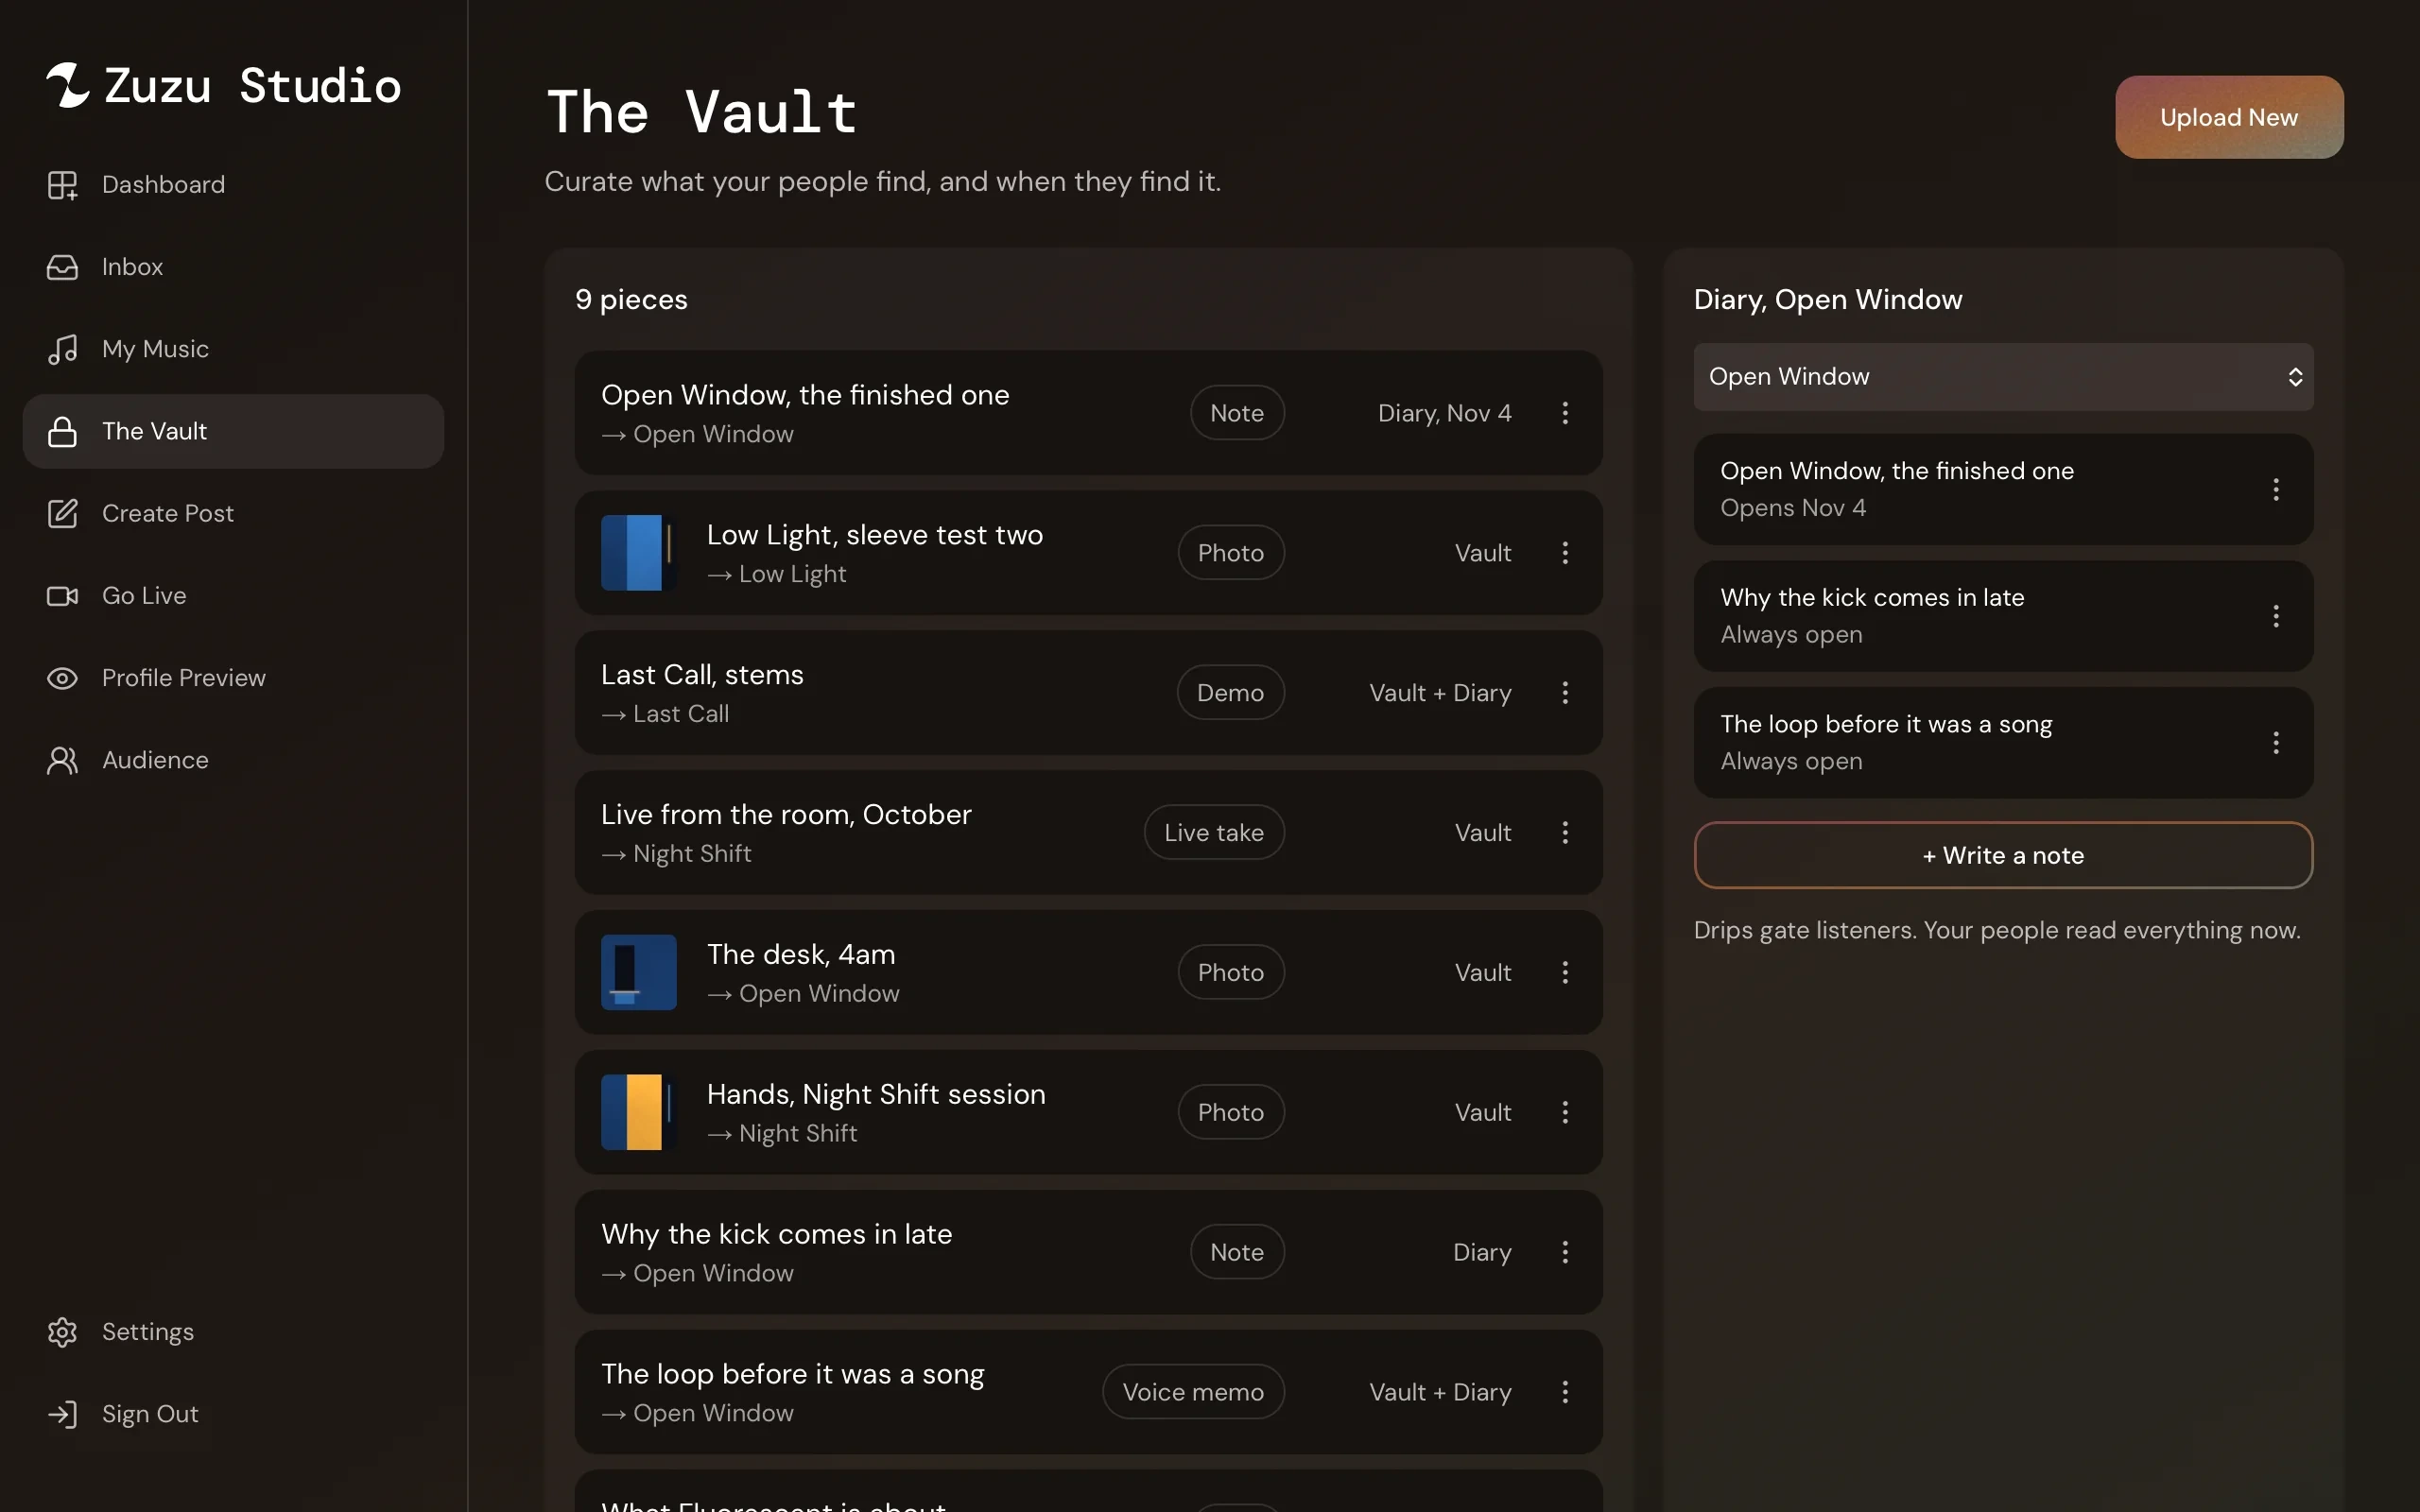 Zuzu Studio
Dashboard
Inbox
My Music
The Vault
Create Post
Go Live
Profile Preview
Audience
Settings
Sign Out
The Vault
Curate what your people find, and when they find it.
Upload New
9 pieces
Open Window, the finished one
→ Open Window
Note
Diary, Nov 4
Low Light, sleeve test two
→ Low Light
Photo
Vault
Last Call, stems
→ Last Call
Demo
Vault + Diary
Live from the room, October
→ Night Shift
Live take
Vault
The desk, 4am
→ Open Window
Photo
Vault
Hands, Night Shift session
→ Night Shift
Photo
Vault
Why the kick comes in late
→ Open Window
Note
Diary
The loop before it was a song
→ Open Window
Voice memo
Vault + Diary
What Fluorescent is about
Diary, Open Window
Open Window
Open Window, the finished one
Opens Nov 4
Why the kick comes in late
Always open
The loop before it was a song
Always open
+ Write a note
Drips gate listeners. Your people read everything now.